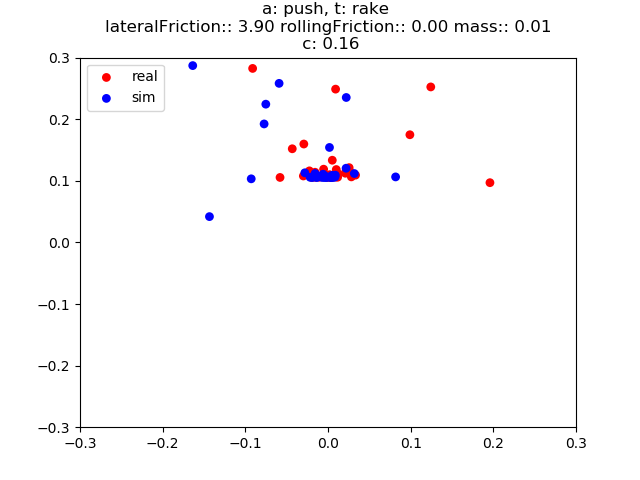 a: push, t: rake
lateralFriction:: 3.90 rollingFriction:: 0.00 mass:: 0.01
c: 0.16
real
sim
0.3
0.2
0.1
0.0
−0.1
−0.2
−0.3
−0.3 −0.2 −0.1 0.0 0.1 0.2 0.3